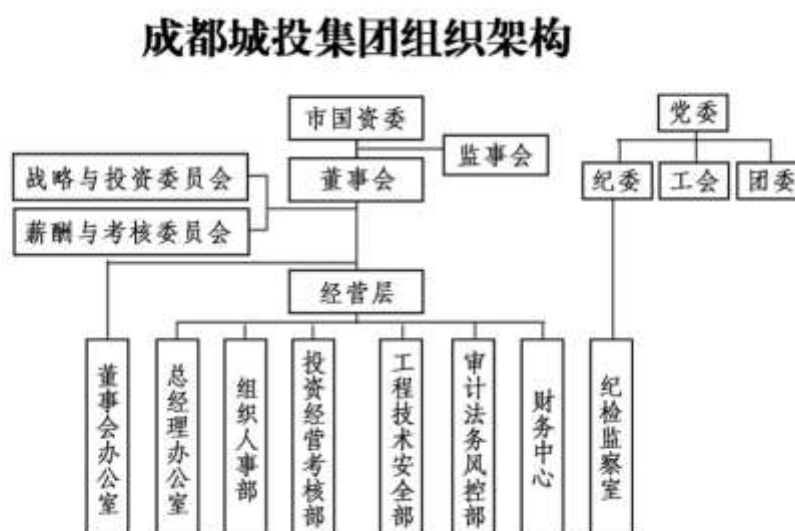 成都城投集团组织架构
市国资委
党委
监事会
战略与投资委员会
董事会
纪委
工会
团委
薪酬与考核委员会
经营层
董事会办公室
总经理办公室
组织人事部
投资经营考核部
工程技术安全部
审计法务风控部
财务中心
纪检监察室